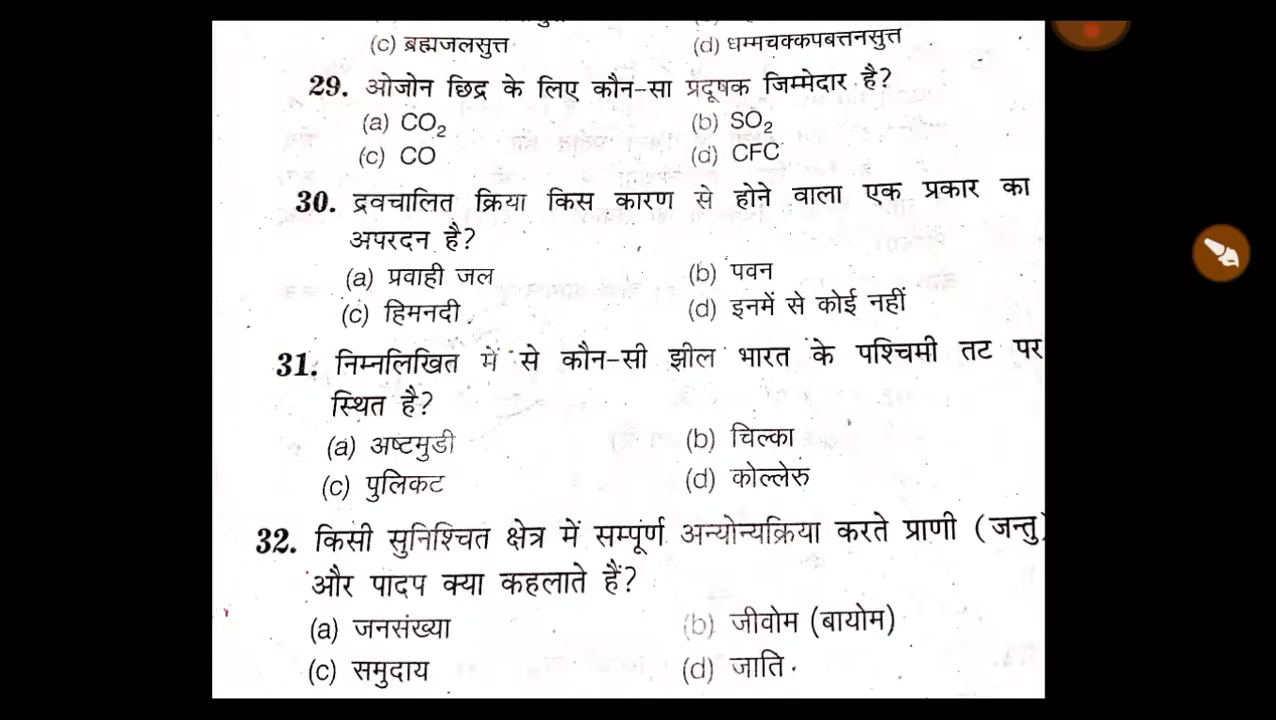 (c) ब्रह्मजलसुत्त (d) धम्मचक्कपबत्तनसुत्त
29. ओजोन छिद्र के लिए कौन-सा प्रदूषक जिम्मेदार है?
(a) CO₂ (b) SO₂
(c) CO (d) CFC
30. द्रवचालित क्रिया किस कारण से होने वाला एक प्रकार का
अपरदन है?
(a) प्रवाही जल (b) पवन
(c) हिमनदी (d) इनमें से कोई नहीं
31. निम्नलिखित में से कौन-सी झील भारत के पश्चिमी तट पर
स्थित है?
(a) अष्टमुडी (b) चिल्का
(c) पुलिकट (d) कोल्लेरु
32. किसी सुनिश्चित क्षेत्र में सम्पूर्ण अन्योन्यक्रिया करते प्राणी (जन्तु)
और पादप क्या कहलाते हैं?
(a) जनसंख्या (b) जीवोम (बायोम)
(c) समुदाय (d) जाति